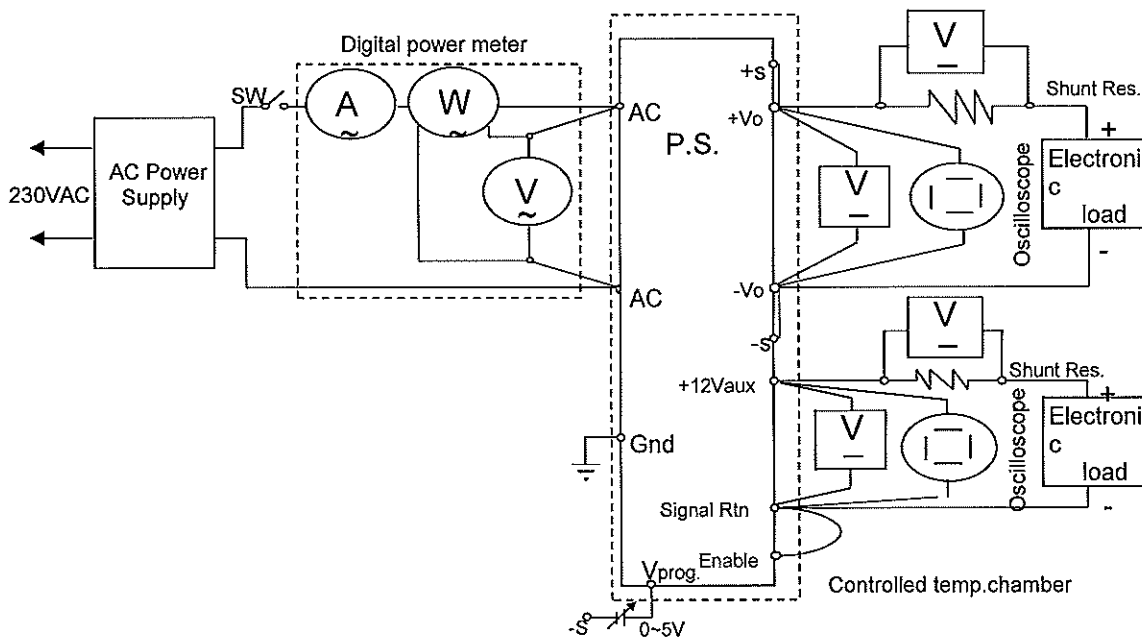 Digital power meter
SW
A
~
W
~
V
~
230VAC
AC Power
Supply
AC
AC
P.S.
+s
+Vo
-Vo
-s
+12Vaux
Gnd
Signal Rtn
Enable
Vprog.
-S
0~5V
V
Shunt Res.
V
Oscilloscope
+
Electroni
c
load
-
V
Shunt Res.
V
Oscilloscope
+
Electroni
c
load
-
Controlled temp.chamber